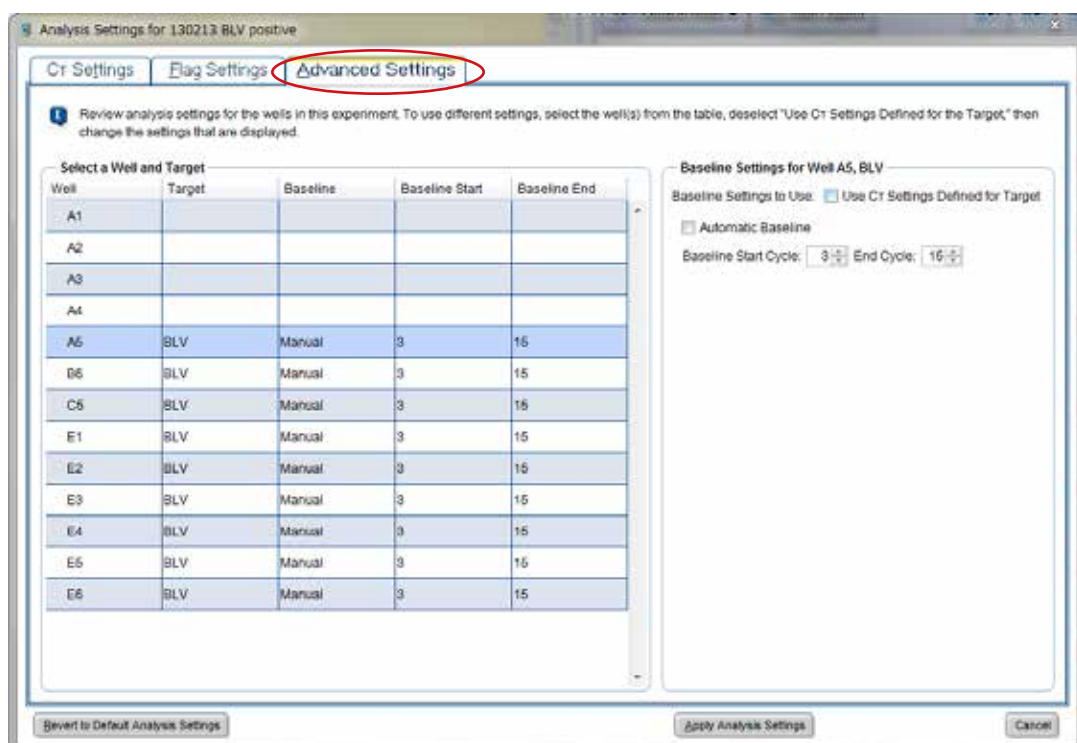 Analysis Settings for 130213 BLV positive
CT Settings
Flag Settings
Advanced Settings
Review analysis settings for the wells in this experiment. To use different settings, select the well(s) from the table, deselect "Use CT Settings Defined for the Target," then
change the settings that are displayed.
Select a Well and Target
Well Target Baseline Baseline Start Baseline End
A1
A2
A3
A4
A5 BLV Manual 3 15
B5 BLV Manual 3 15
C5 BLV Manual 3 15
E1 BLV Manual 3 15
E2 BLV Manual 3 15
E3 BLV Manual 3 15
E4 BLV Manual 3 15
E5 BLV Manual 3 15
E6 BLV Manual 3 15
Baseline Settings for Well A5, BLV
Baseline Settings to Use: Use CT Settings Defined for Target
Automatic Baseline
Baseline Start Cycle: 3 End Cycle: 15
Revert to Default Analysis Settings
Apply Analysis Settings
Cancel